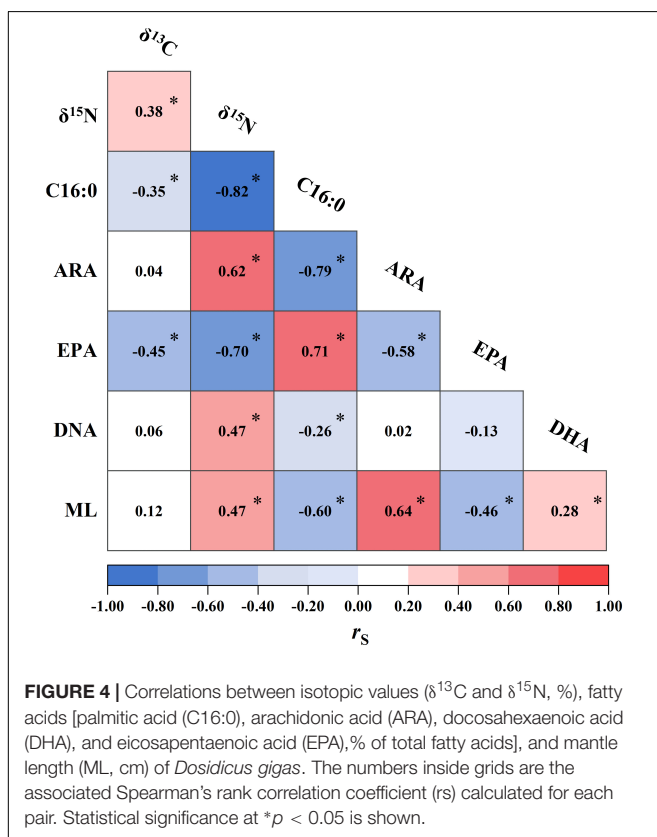 δ¹³C
δ¹⁵N 0.38 * δ¹⁵N
C16:0 -0.35 * -0.82 * C16:0
ARA 0.04 0.62 * -0.79 * ARA
EPA -0.45 * -0.70 * 0.71 * -0.58 * EPA
DNA 0.06 0.47 * -0.26 * 0.02 -0.13 DHA
ML 0.12 0.47 * -0.60 * 0.64 * -0.46 * 0.28 *
-1.00 -0.80 -0.60 -0.40 -0.20 0.00 0.20 0.40 0.60 0.80 1.00
rS
FIGURE 4 | Correlations between isotopic values (δ¹³C and δ¹⁵N, %), fatty
acids [palmitic acid (C16:0), arachidonic acid (ARA), docosahexaenoic acid
(DHA), and eicosapentaenoic acid (EPA),% of total fatty acids], and mantle
length (ML, cm) of Dosidicus gigas. The numbers inside grids are the
associated Spearman's rank correlation coefficient (rs) calculated for each
pair. Statistical significance at *p < 0.05 is shown.